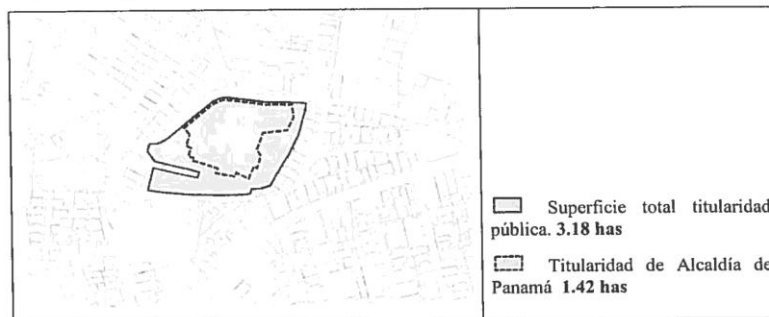 Superficie total titularidad
pública. 3.18 has
Titularidad de Alcaldía de
Panamá 1.42 has